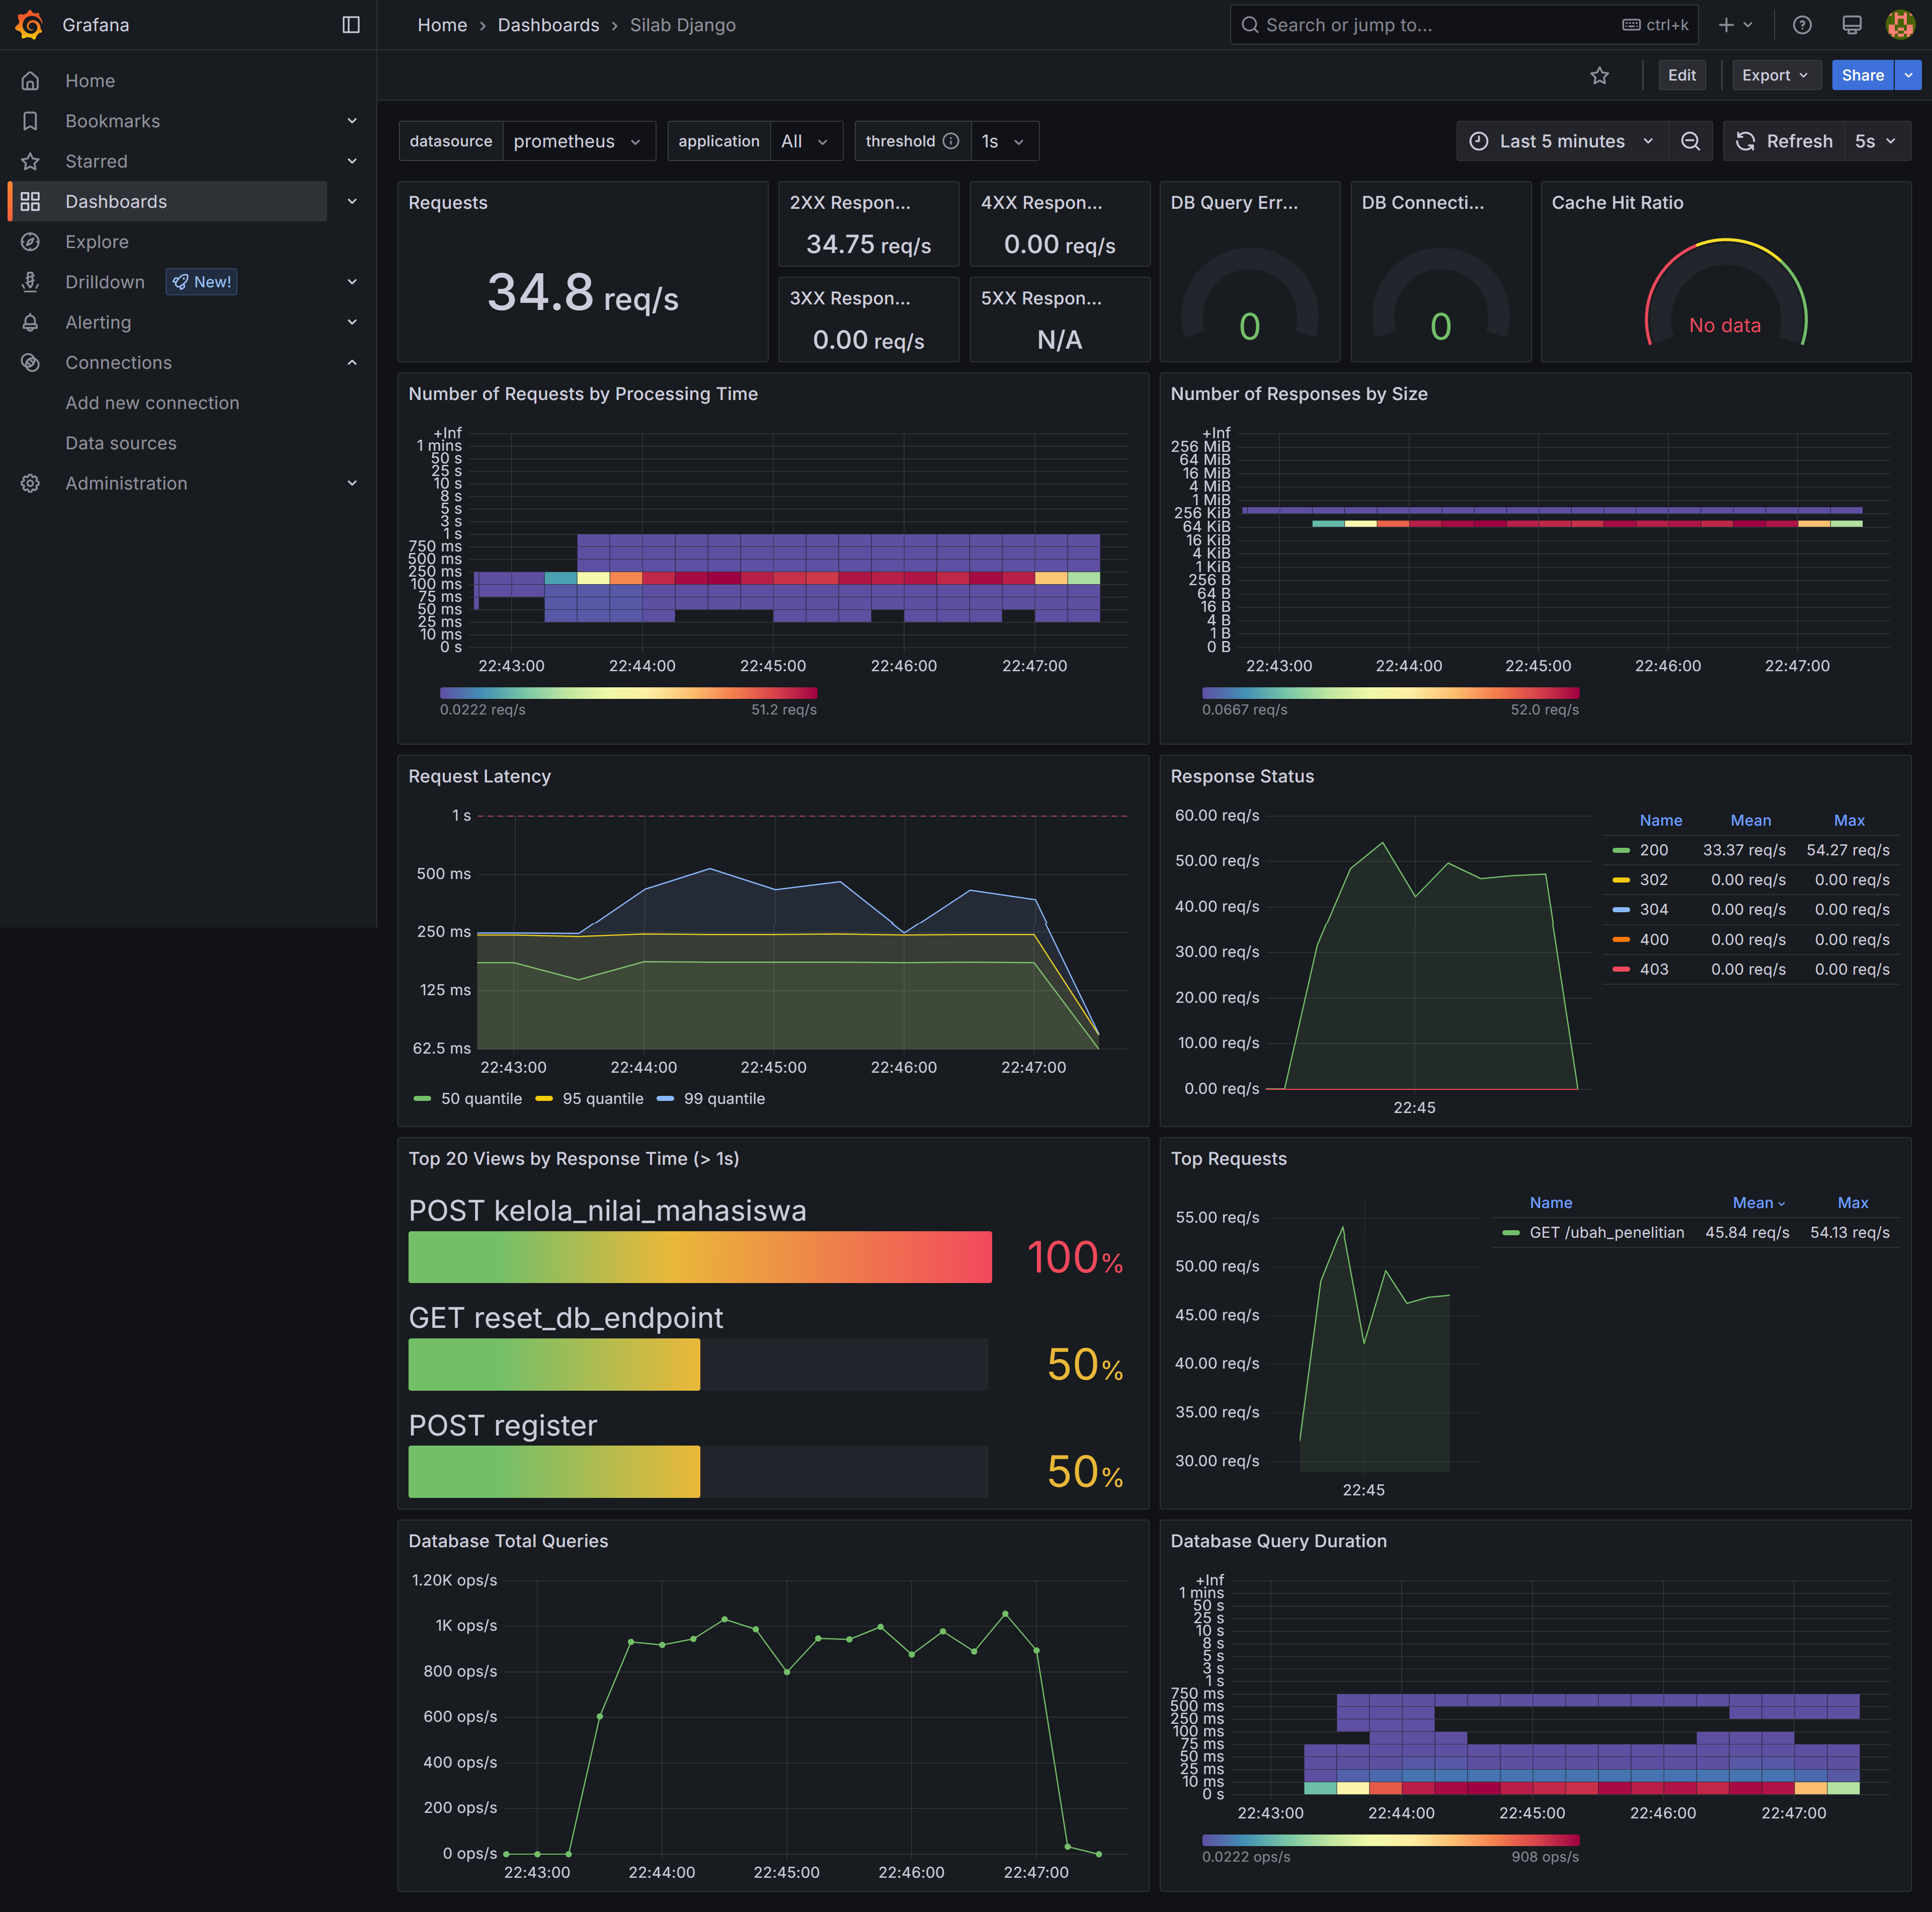 Grafana
Home › Dashboards › Silab Django
Search or jump to...
ctrl+k
Home
Bookmarks
Starred
Dashboards
Explore
Drilldown
New!
Alerting
Connections
Add new connection
Data sources
Administration
Edit
Export
Share
datasource
prometheus
application
All
threshold
1s
Last 5 minutes
Refresh
5s
Requests
34.8 req/s
2XX Respon...
34.75 req/s
4XX Respon...
0.00 req/s
3XX Respon...
0.00 req/s
5XX Respon...
N/A
DB Query Err...
0
DB Connecti...
0
Cache Hit Ratio
No data
Number of Requests by Processing Time
+Inf
1 mins
50 s
25 s
10 s
8 s
5 s
3 s
1 s
750 ms
500 ms
250 ms
100 ms
75 ms
50 ms
25 ms
10 ms
0 s
22:43:00 22:44:00 22:45:00 22:46:00 22:47:00
0.0222 req/s 51.2 req/s
Number of Responses by Size
+Inf
256 MiB
64 MiB
16 MiB
4 MiB
1 MiB
256 KiB
64 KiB
16 KiB
4 KiB
1 KiB
256 B
64 B
16 B
4 B
1 B
0 B
22:43:00 22:44:00 22:45:00 22:46:00 22:47:00
0.0667 req/s 52.0 req/s
Request Latency
1 s
500 ms
250 ms
125 ms
62.5 ms
22:43:00 22:44:00 22:45:00 22:46:00 22:47:00
50 quantile 95 quantile 99 quantile
Response Status
60.00 req/s
50.00 req/s
40.00 req/s
30.00 req/s
20.00 req/s
10.00 req/s
0.00 req/s
22:45
Name Mean Max
200 33.37 req/s 54.27 req/s
302 0.00 req/s 0.00 req/s
304 0.00 req/s 0.00 req/s
400 0.00 req/s 0.00 req/s
403 0.00 req/s 0.00 req/s
Top 20 Views by Response Time (> 1s)
POST kelola_nilai_mahasiswa
100%
GET reset_db_endpoint
50%
POST register
50%
Top Requests
55.00 req/s
50.00 req/s
45.00 req/s
40.00 req/s
35.00 req/s
30.00 req/s
22:45
Name Mean Max
GET /ubah_penelitian 45.84 req/s 54.13 req/s
Database Total Queries
1.20K ops/s
1K ops/s
800 ops/s
600 ops/s
400 ops/s
200 ops/s
0 ops/s
22:43:00 22:44:00 22:45:00 22:46:00 22:47:00
Database Query Duration
+Inf
1 mins
50 s
25 s
10 s
8 s
5 s
3 s
1 s
750 ms
500 ms
250 ms
100 ms
75 ms
50 ms
25 ms
10 ms
0 s
22:43:00 22:44:00 22:45:00 22:46:00 22:47:00
0.0222 ops/s 908 ops/s